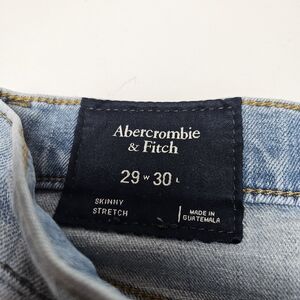 Abercrombie
& Fitch
29 W 30 L
SKINNY
STRETCH
MADE IN
GUATEMALA